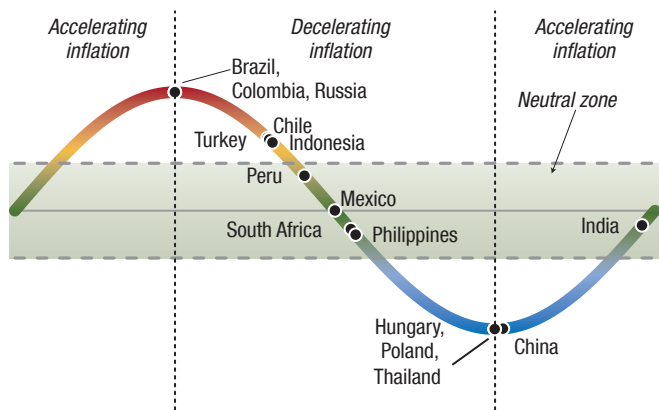 Accelerating
inflation
Decelerating
inflation
Accelerating
inflation
Brazil,
Colombia, Russia
Neutral zone
Chile
Turkey
Indonesia
Peru
Mexico
South Africa
Philippines
India
Hungary,
Poland,
Thailand
China